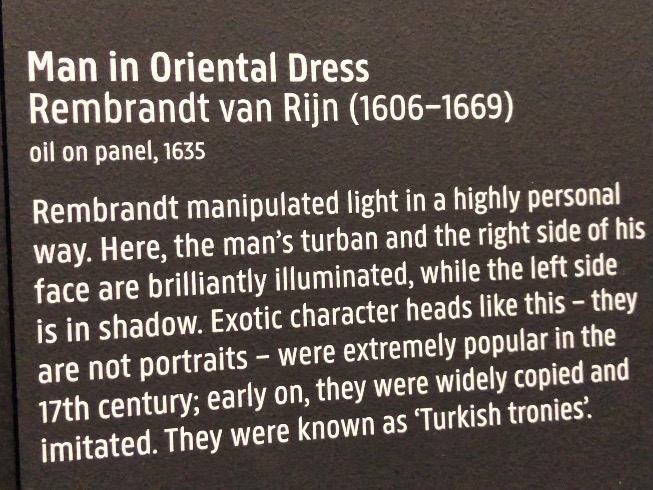 Man in Oriental Dress
Rembrandt van Rijn (1606–1669)
oil on panel, 1635
Rembrandt manipulated light in a highly personal
way. Here, the man's turban and the right side of his
face are brilliantly illuminated, while the left side
is in shadow. Exotic character heads like this – they
are not portraits – were extremely popular in the
17th century; early on, they were widely copied and
imitated. They were known as ‘Turkish tronies’.